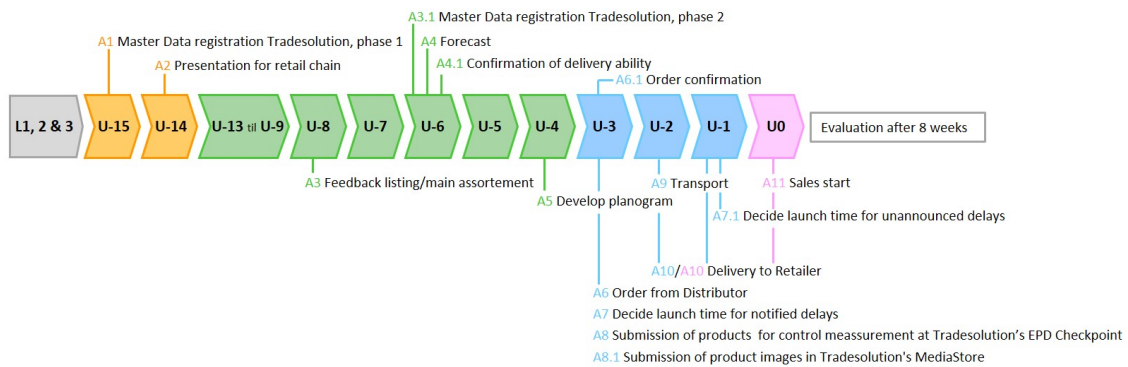 A3.1 Master Data registration Tradesolution, phase 2
A1 Master Data registration Tradesolution, phase 1
A4 Forecast
A2 Presentation for retail chain
A4.1 Confirmation of delivery ability
A6.1 Order confirmation
L1, 2 & 3
U-15
U-14
U-13 til U-9
U-8
U-7
U-6
U-5
U-4
U-3
U-2
U-1
U0
Evaluation after 8 weeks
A3 Feedback listing/main assortement
A9 Transport
A11 Sales start
A5 Develop planogram
A7.1 Decide launch time for unannounced delays
A10/A10 Delivery to Retailer
A6 Order from Distributor
A7 Decide launch time for notified delays
A8 Submission of products for control meassurement at Tradesolution's EPD Checkpoint
A8.1 Submission of product images in Tradesolution's MediaStore